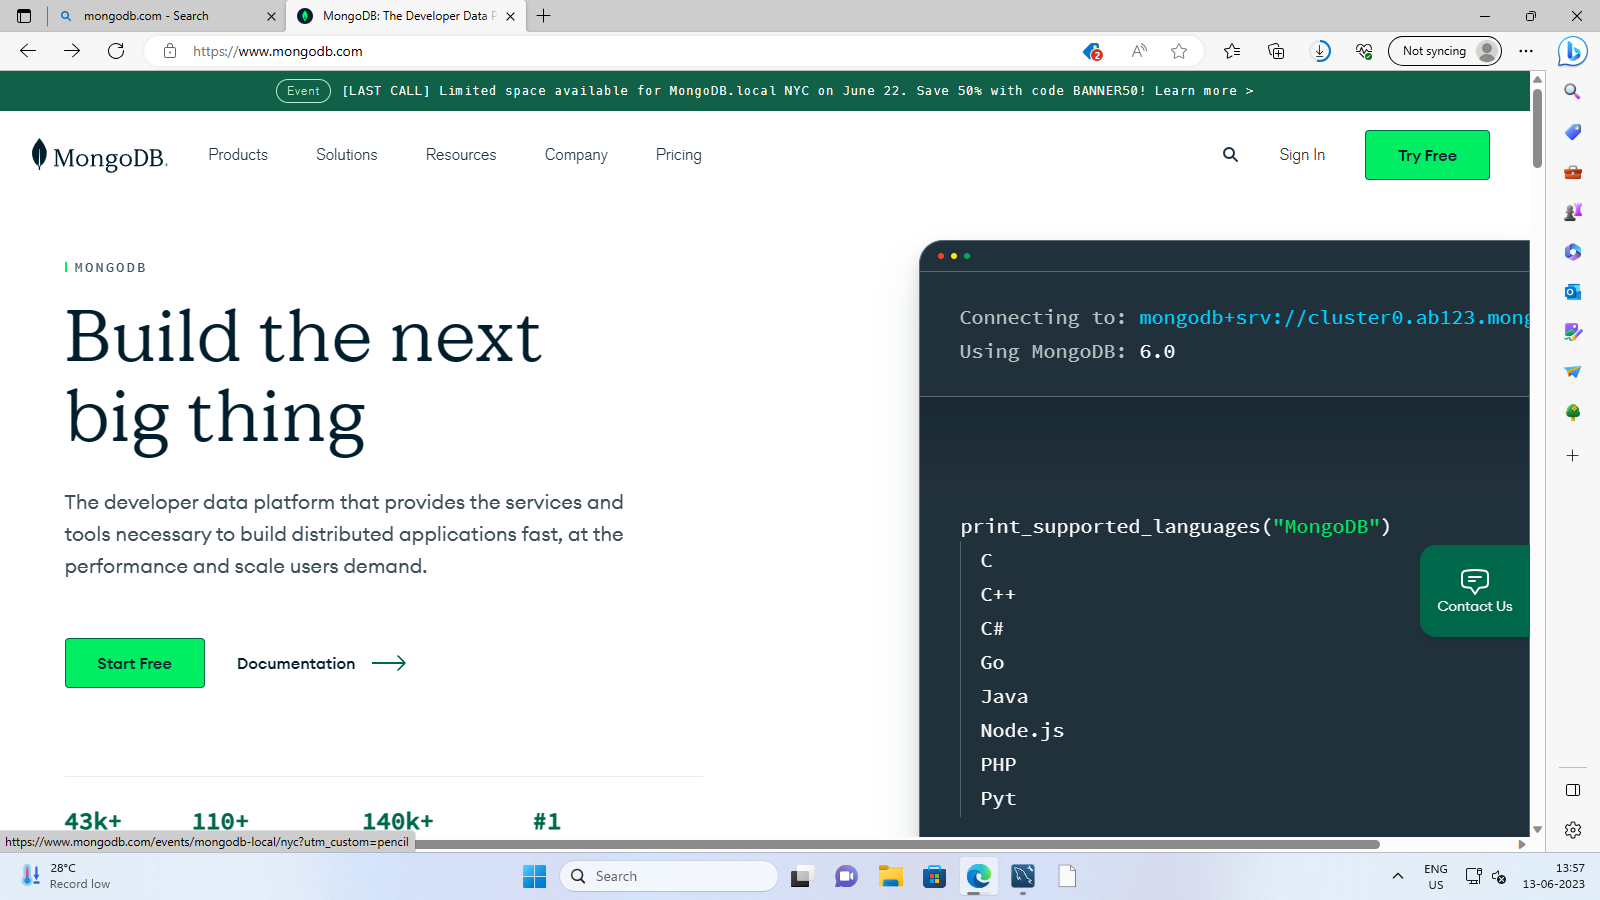 mongodb.com - Search
MongoDB: The Developer Data P
https://www.mongodb.com
2
Not syncing
Event
[LAST CALL] Limited space available for MongoDB.local NYC on June 22. Save 50% with code BANNER50! Learn more >
MongoDB.
Products
Solutions
Resources
Company
Pricing
Sign In
Try Free
MONGODB
Build the next
big thing
The developer data platform that provides the services and
tools necessary to build distributed applications fast, at the
performance and scale users demand.
Start Free
Documentation
43k+
110+
140k+
#1
Connecting to: mongodb+srv://cluster0.ab123.mong
Using MongoDB: 6.0
print_supported_languages("MongoDB")
C
C++
C#
Go
Java
Node.js
PHP
Pyt
Contact Us
https://www.mongodb.com/events/mongodb-local/nyc?utm_custom=pencil
28°C
Record low
Search
ENG
US
13:57
13-06-2023